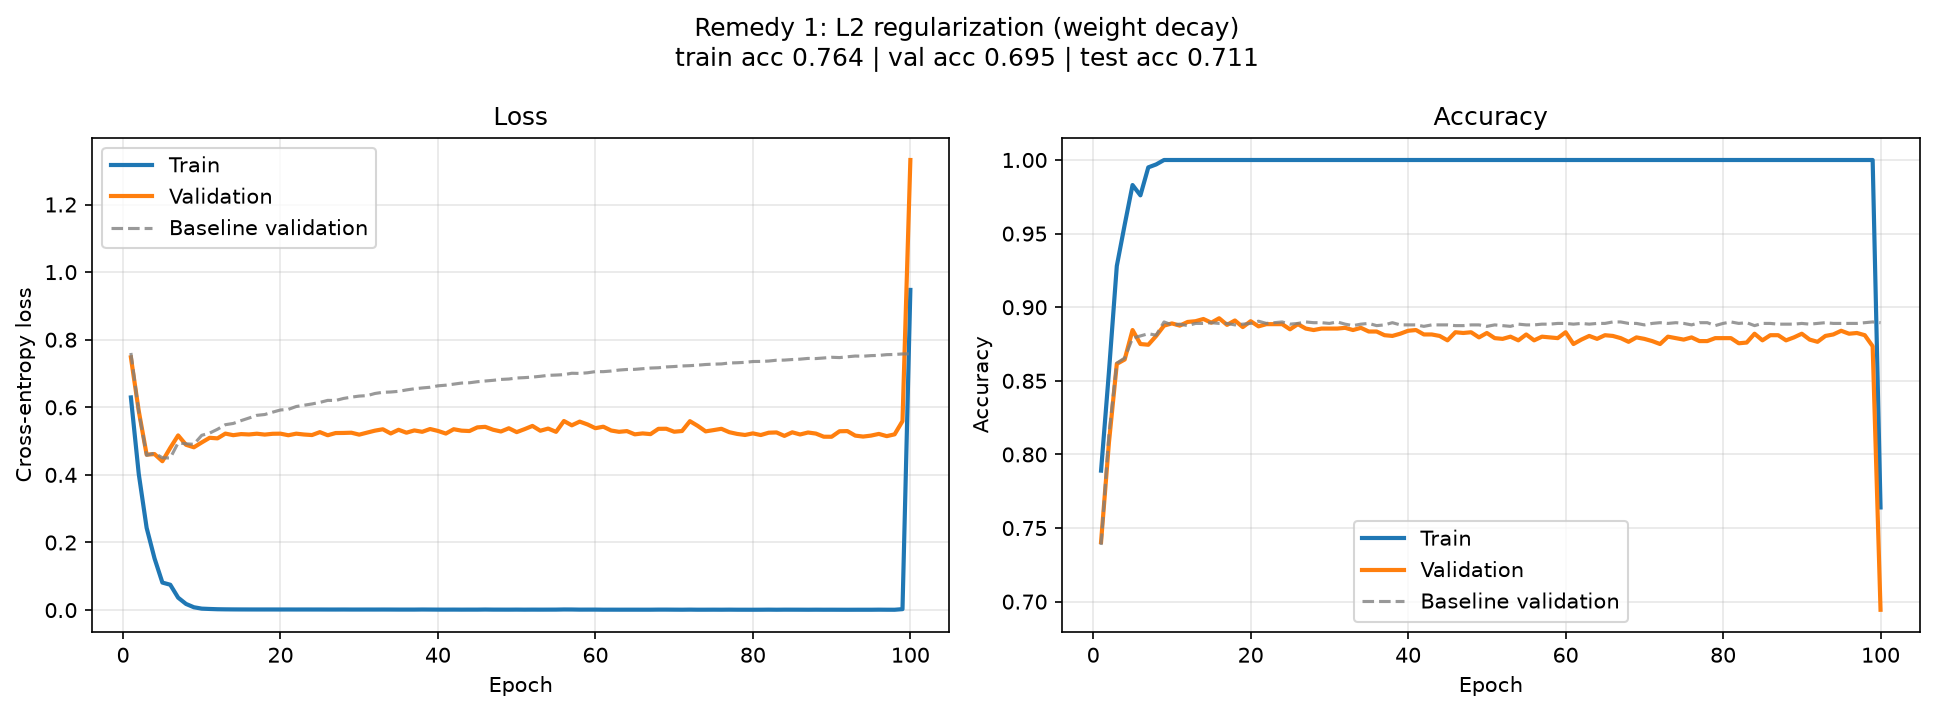 Remedy 1: L2 regularization (weight decay)
train acc 0.764 | val acc 0.695 | test acc 0.711
Loss
Train
Validation
Baseline validation
Cross-entropy loss
1.2
1.0
0.8
0.6
0.4
0.2
0.0
0 20 40 60 80 100
Epoch
Accuracy
Accuracy
1.00
0.95
0.90
0.85
0.80
0.75
0.70
Train
Validation
Baseline validation
0 20 40 60 80 100
Epoch